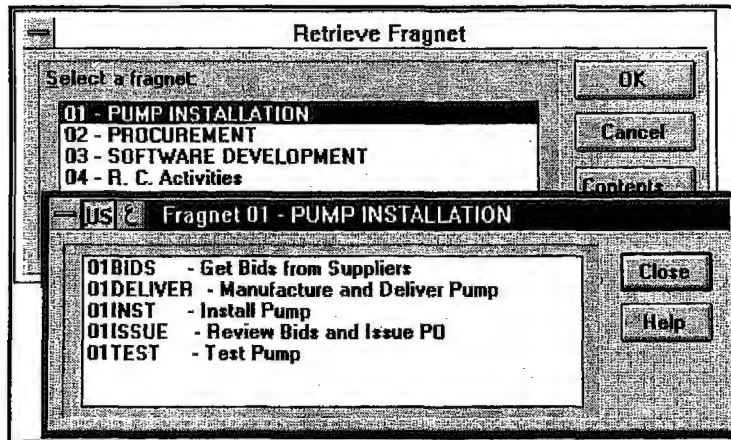 Retrieve Fragnet
Select a fragnet:
OK
01 - PUMP INSTALLATION
02 - PROCUREMENT
03 - SOFTWARE DEVELOPMENT
04 - R. C. Activities
Cancel
Contents...
US
Fragnet 01 - PUMP INSTALLATION
01BIDS - Get Bids from Suppliers
01DELIVER - Manufacture and Deliver Pump
01INST - Install Pump
01ISSUE - Review Bids and Issue PO
01TEST - Test Pump
Close
Help